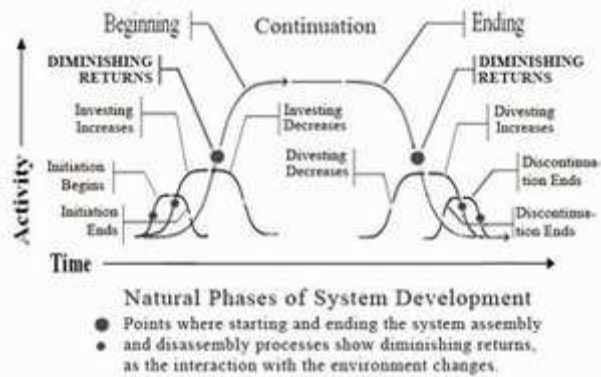 Beginning Continuation Ending
DIMINISHING
RETURNS
DIMINISHING
RETURNS
Investing
Increases
Investing
Decreases
Divesting
Increases
Initiation
Begins
Divesting
Decreases
Discontinua
tion Ends
Initiation
Ends
Discontinua-
tion Ends
Activity
Time
Natural Phases of System Development
Points where starting and ending the system assembly
and disassembly processes show diminishing returns,
as the interaction with the environment changes.